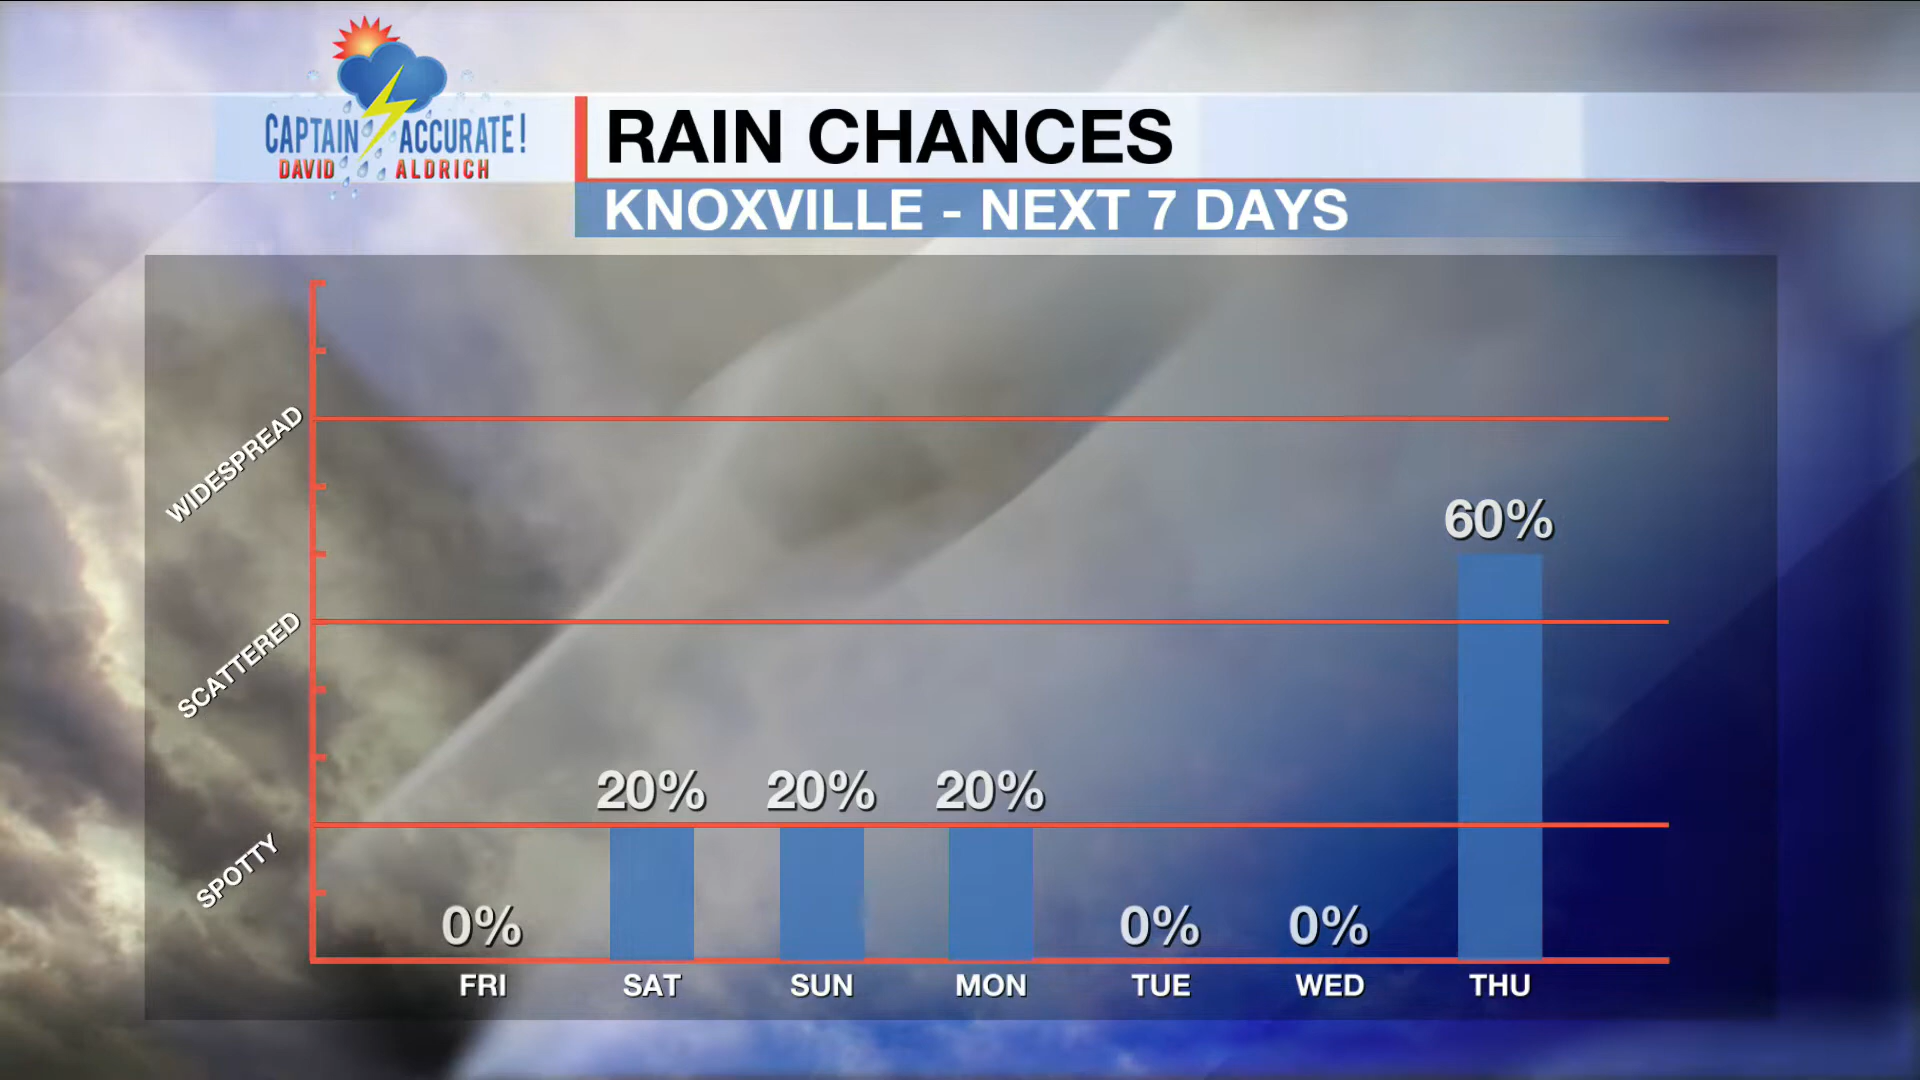 CAPTAIN ACCURATE!
DAVID ALDRICH
RAIN CHANCES
KNOXVILLE - NEXT 7 DAYS
WIDESPREAD
SCATTERED
SPOTTY
0%
20%
20%
20%
0%
0%
60%
FRI
SAT
SUN
MON
TUE
WED
THU